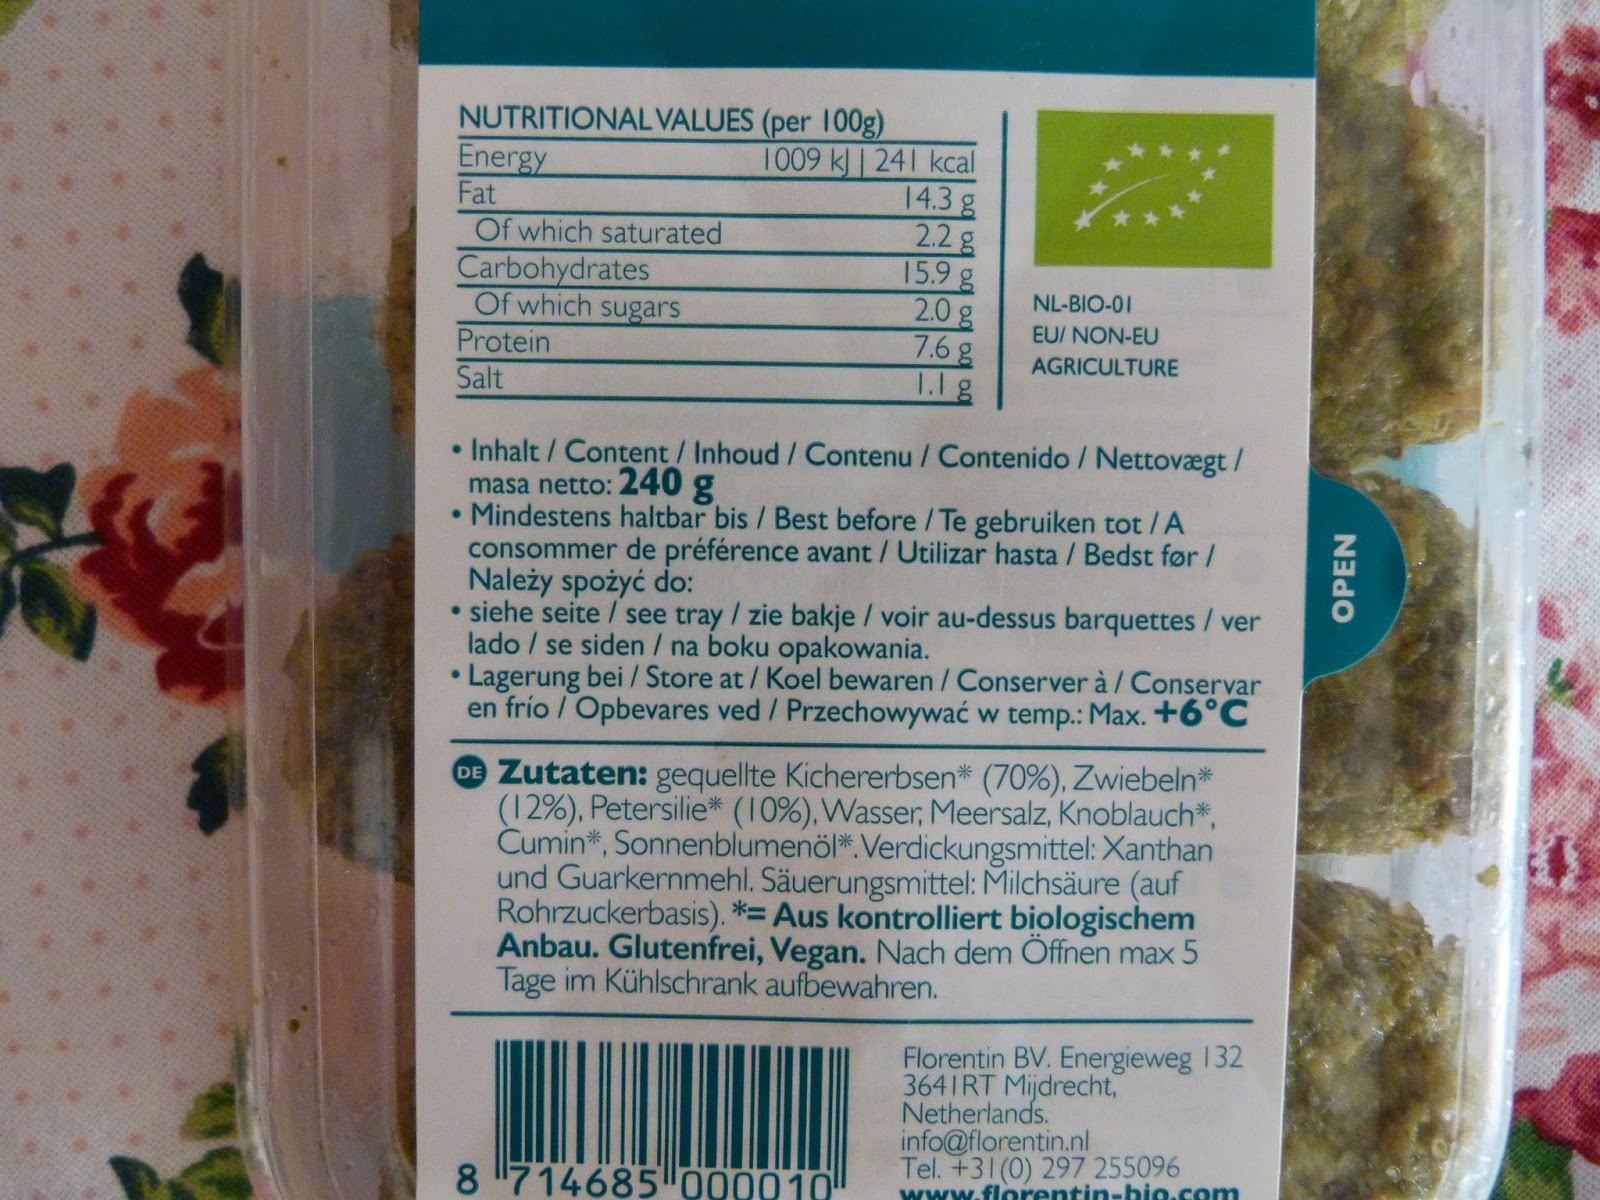 NUTRITIONAL VALUES (per 100g)
Energy 1009 kJ | 241 kcal
Fat 14.3 g
Of which saturated 2.2 g
Carbohydrates 15.9 g
Of which sugars 2.0 g
Protein 7.6 g
Salt 1.1 g
NL-BIO-01
EU/ NON-EU
AGRICULTURE
• Inhalt / Content / Inhoud / Contenu / Contenido / Nettovægt /
masa netto: 240 g
• Mindestens haltbar bis / Best before / Te gebruiken tot / A
consommer de préférence avant / Utilizar hasta / Bedst før /
Należy spożyć do:
• siehe seite / see tray / zie bakje / voir au-dessus barquettes / ver
lado / se siden / na boku opakowania.
• Lagerung bei / Store at / Koel bewaren / Conserver à / Conservar
en frío / Opbevares ved / Przechowywać w temp.: Max. +6°C
OPEN
DE Zutaten: gequellte Kichererbsen* (70%), Zwiebeln*
(12%), Petersilie* (10%), Wasser, Meersalz, Knoblauch*,
Cumin*, Sonnenblumenöl*. Verdickungsmittel: Xanthan
und Guarkernmehl. Säuerungsmittel: Milchsäure (auf
Rohrzuckerbasis). *= Aus kontrolliert biologischem
Anbau. Glutenfrei, Vegan. Nach dem Öffnen max 5
Tage im Kühlschrank aufbewahren.
8 714685 000010
Florentin BV. Energieweg 132
3641RT Mijdrecht,
Netherlands.
info@florentin.nl
Tel. +31(0) 297 255096
www.florentin-bio.com